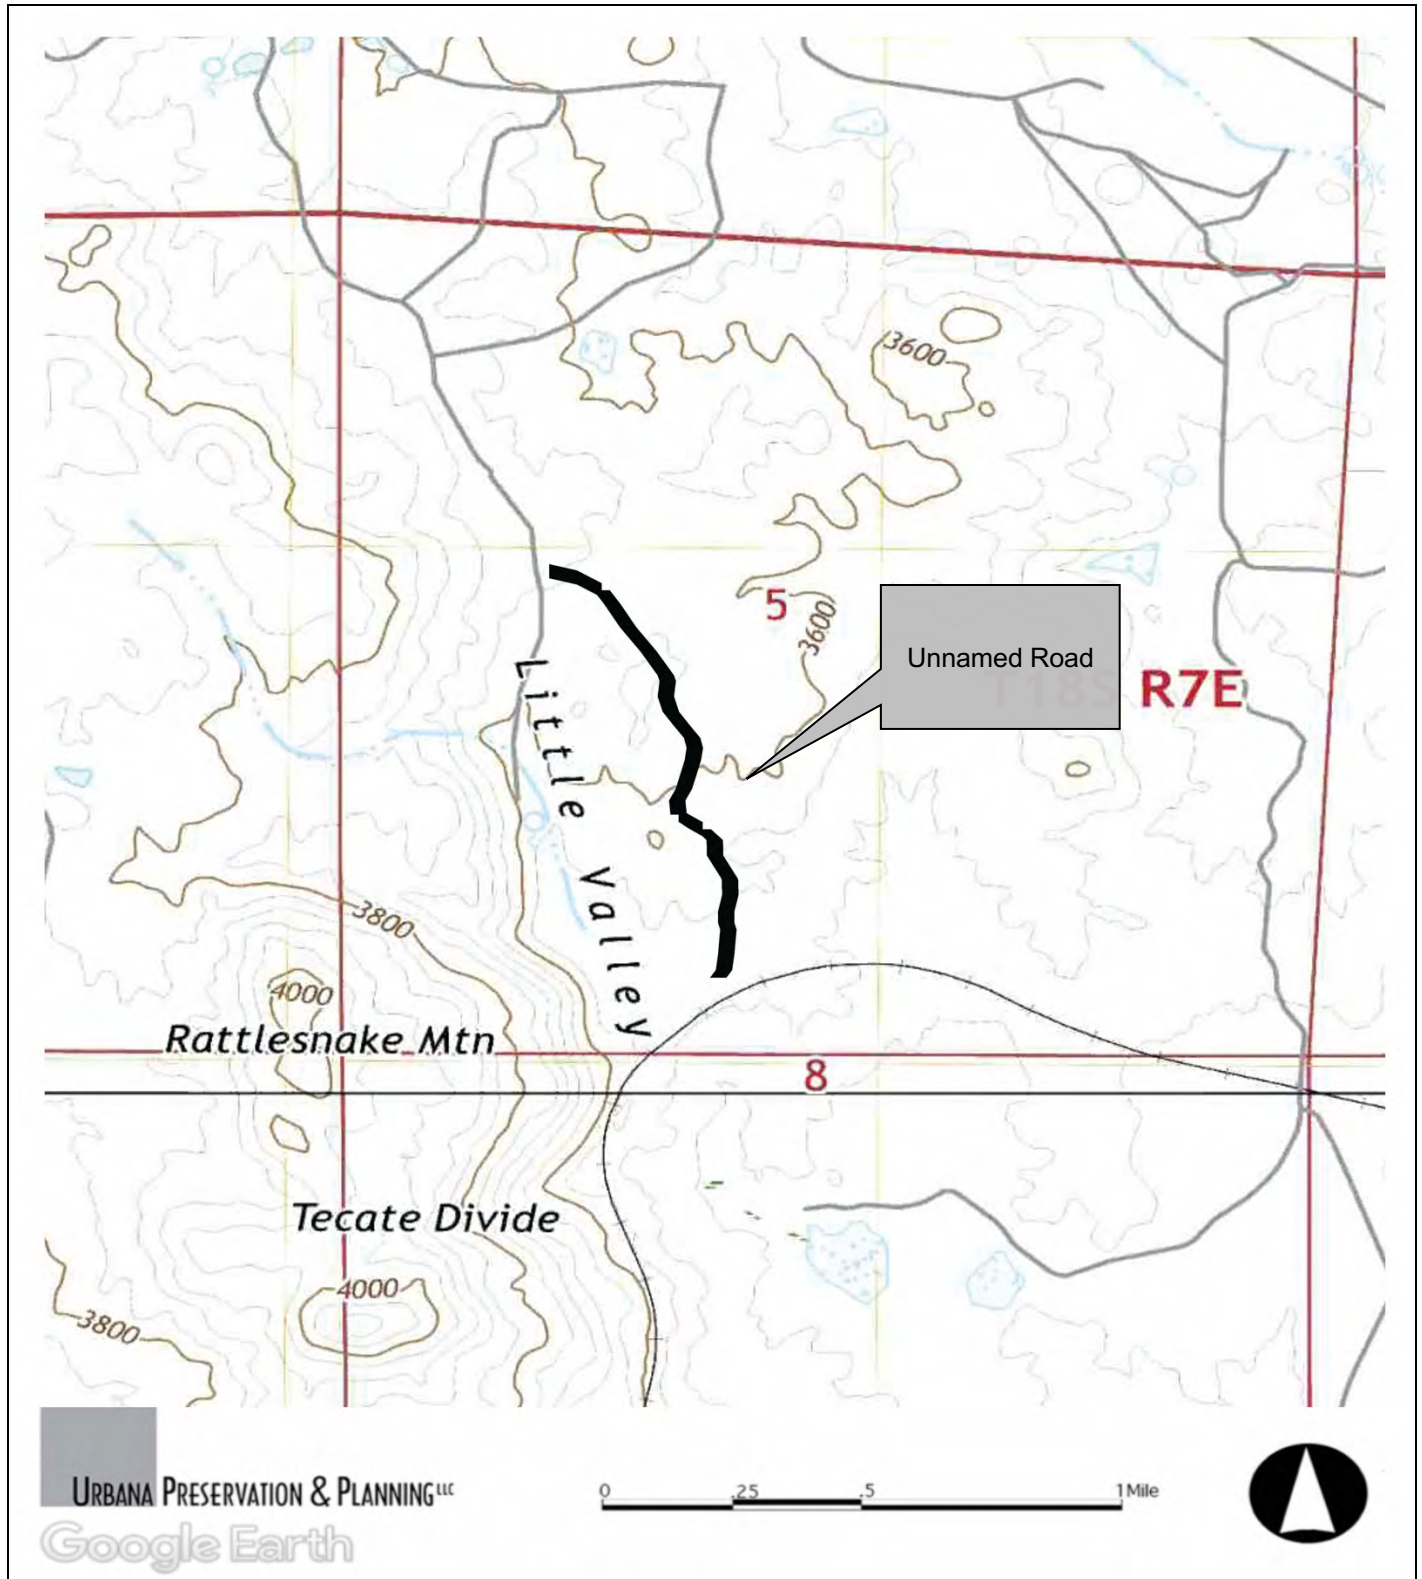 3600
5
3600
Unnamed Road
T18S R7E
Little Valley
3800
4000
Rattlesnake Mtn
8
Tecate Divide
4000
3800
URBANA PRESERVATION & PLANNING LLC
0 .25 .5 1 Mile
Google Earth